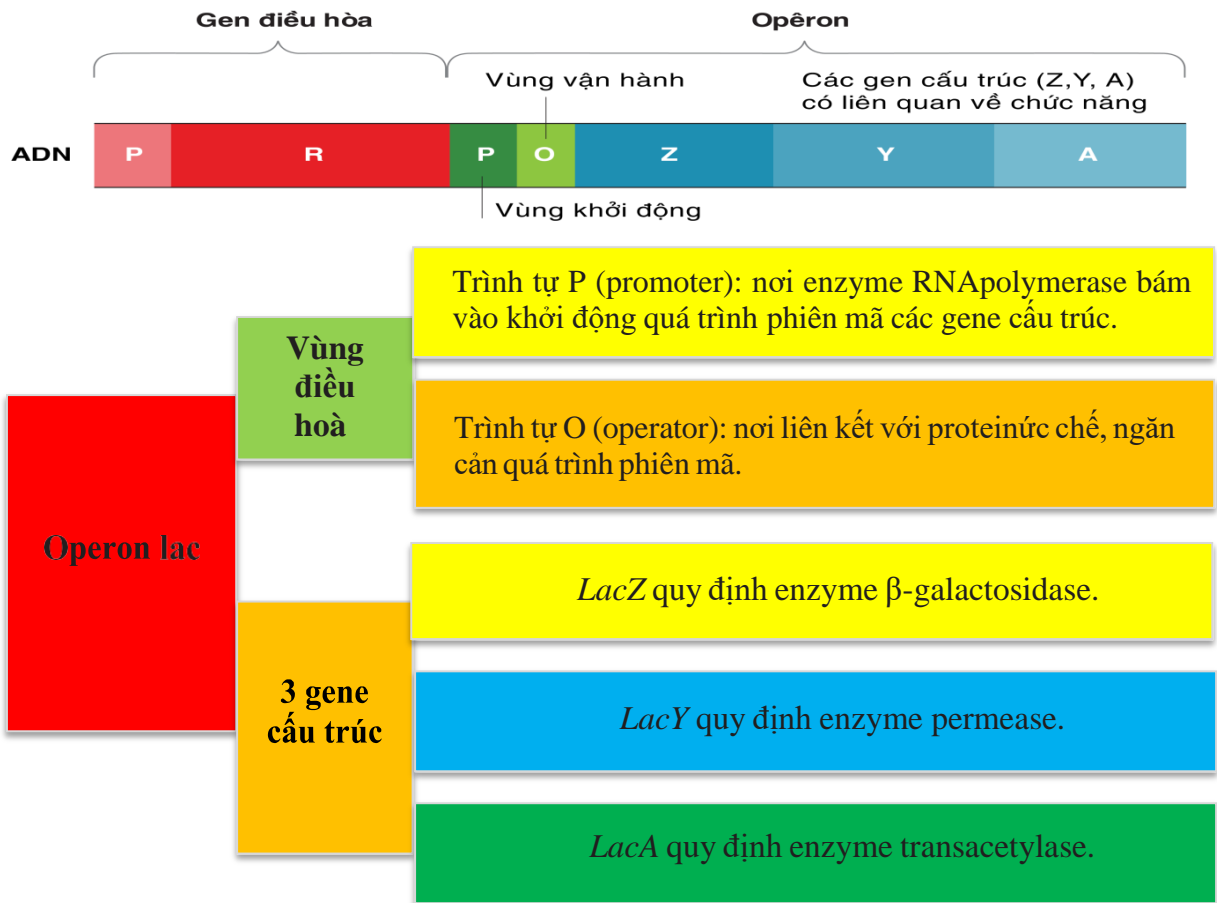 Gen điều hòa
Opêron
Vùng vận hành
Các gen cấu trúc (Z,Y, A)
có liên quan về chức năng
ADN
P
R
P
O
Z
Y
A
Vùng khởi động
Operon lac
Vùng
điều
hoà
Trình tự P (promoter): nơi enzyme RNApolymerase bám
vào khởi động quá trình phiên mã các gene cấu trúc.
Trình tự O (operator): nơi liên kết với proteinức chế, ngăn
cản quá trình phiên mã.
3 gene
cấu trúc
LacZ quy định enzyme β-galactosidase.
LacY quy định enzyme permease.
LacA quy định enzyme transacetylase.